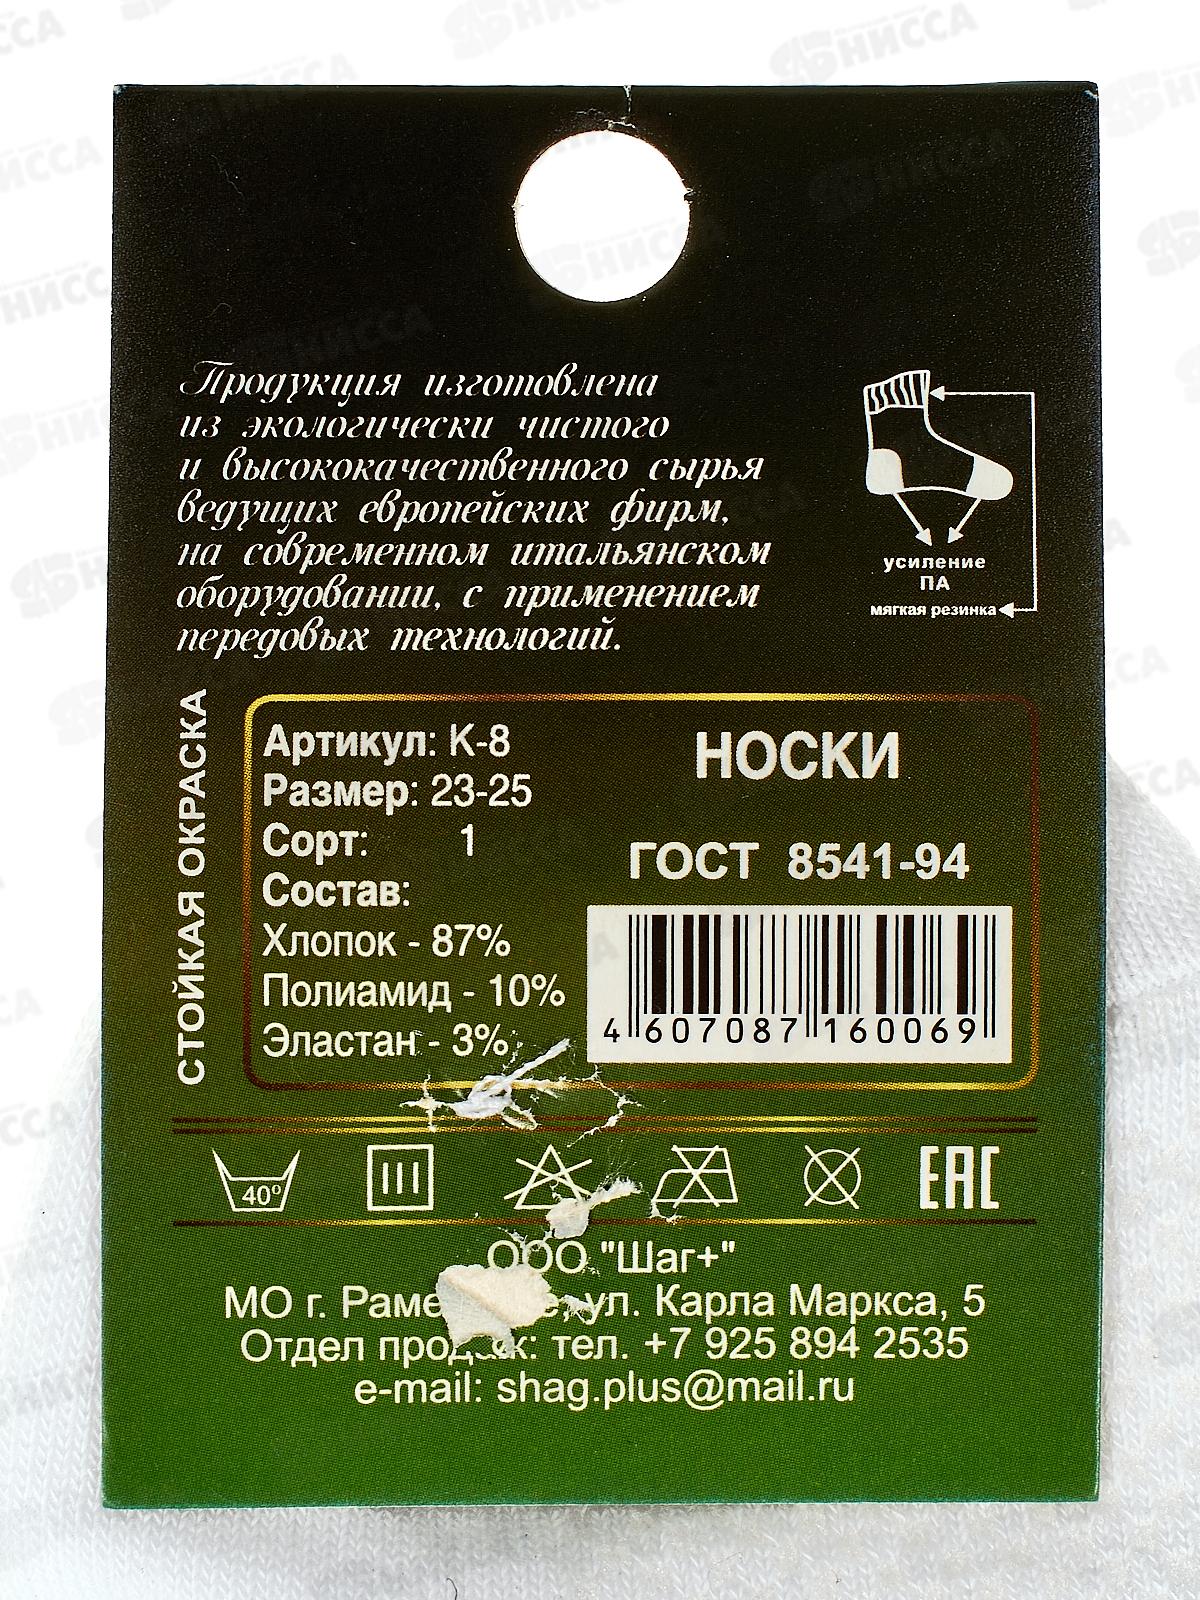 Продукция изготовлена
из экологически чистого
и высококачественного сырья
ведущих европейских фирм,
на современном итальянском
оборудовании, с применением
передовых технологий.
усиление
ПА
мягкая резинка
СТОЙКАЯ ОКРАСКА
Артикул: К-8
Размер: 23-25
Сорт: 1
Состав:
Хлопок - 87%
Полиамид - 10%
Эластан - 3%
НОСКИ
ГОСТ 8541-94
4 607087 160069
40°
EAC
ООО "Шаг+"
МО г. ул. Карла Маркса, 5
Отдел тел. +7 925 894 2535
e-mail: shag.plus@mail.ru
НИССА